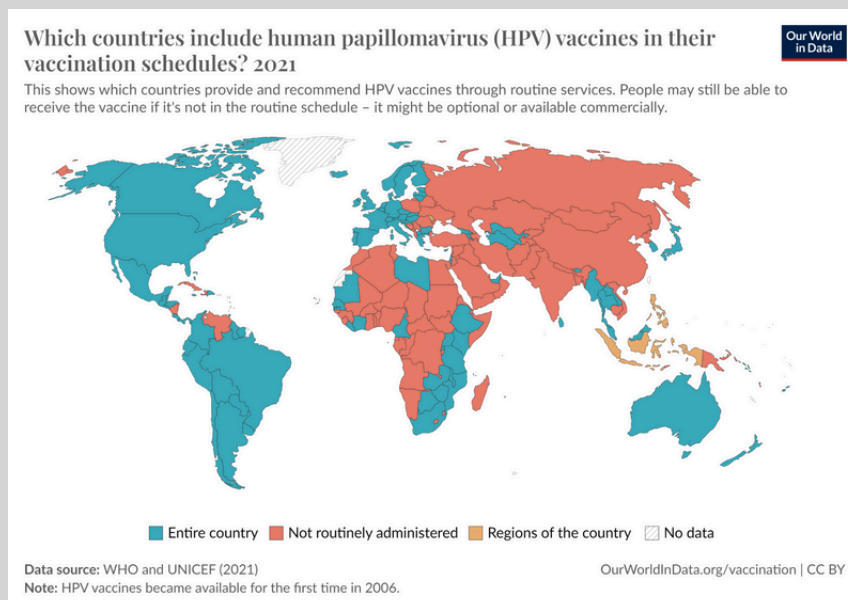 Which countries include human papillomavirus (HPV) vaccines in their
vaccination schedules? 2021
Our World
in Data
This shows which countries provide and recommend HPV vaccines through routine services. People may still be able to
receive the vaccine if it's not in the routine schedule – it might be optional or available commercially.
Entire country Not routinely administered Regions of the country No data
Data source: WHO and UNICEF (2021)
OurWorldInData.org/vaccination | CC BY
Note: HPV vaccines became available for the first time in 2006.